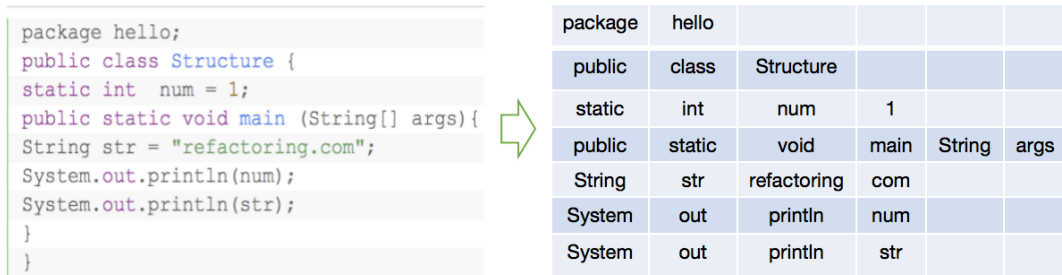 package hello;
public class Structure {
static int  num = 1;
public static void main (String[] args){
String str = "refactoring.com";
System.out.println(num);
System.out.println(str);
}
}
package hello
public class Structure
static int num 1
public static void main String args
String str refactoring com
System out println num
System out println str